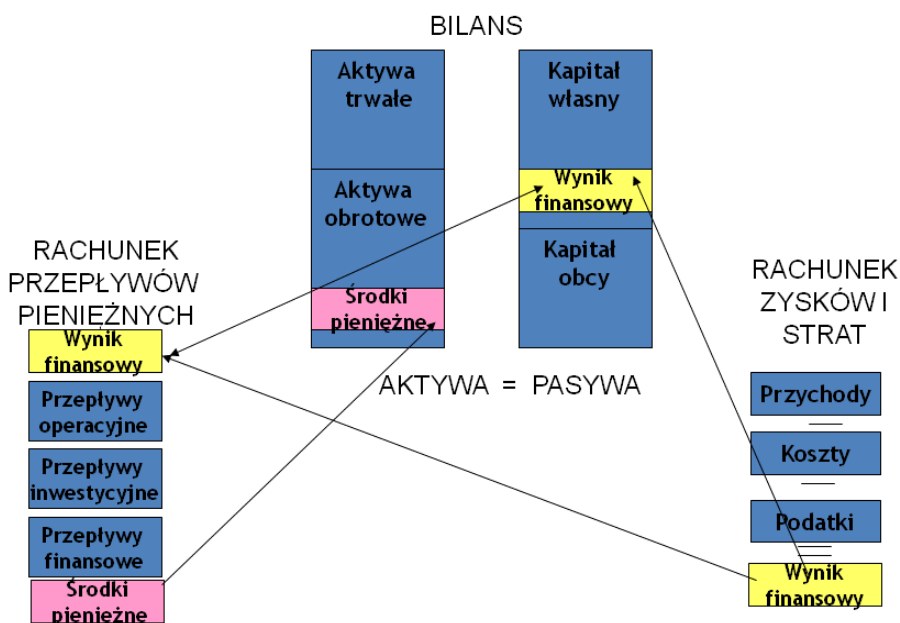 BILANS
Aktywa
trwałe
Aktywa
obrotowe
Środki
pieniężne
Kapitał
własny
Wynik
finansowy
Kapitał
obcy
AKTYWA = PASYWA
RACHUNEK
PRZEPŁYWÓW
PIENIĘŻNYCH
Wynik
finansowy
Przepływy
operacyjne
Przepływy
inwestycyjne
Przepływy
finansowe
Środki
pieniężne
RACHUNEK
ZYSKÓW I
STRAT
Przychody
Koszty
Podatki
Wynik
finansowy